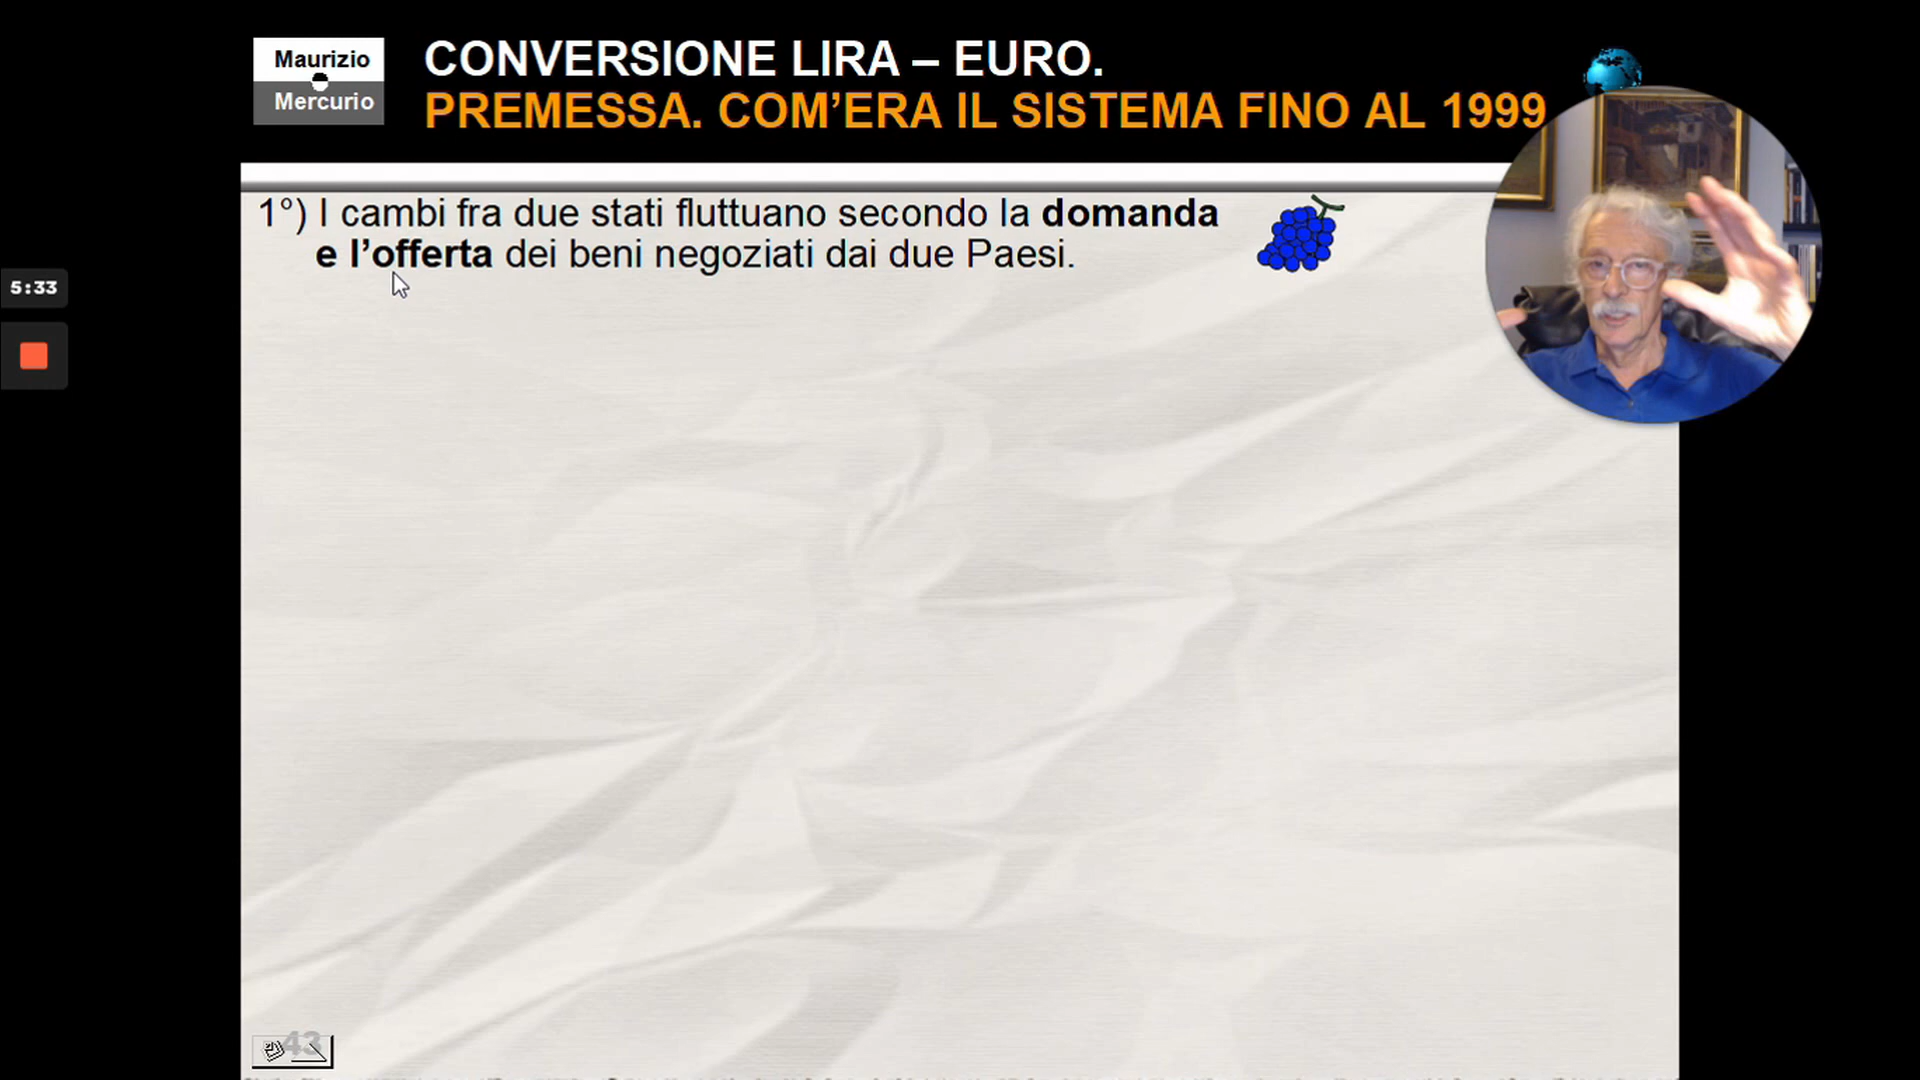 Maurizio
Mercurio
CONVERSIONE LIRA – EURO.
PREMESSA. COM’ERA IL SISTEMA FINO AL 1999
1°) I cambi fra due stati fluttuano secondo la domanda
e l’offerta dei beni negoziati dai due Paesi.
5:33
43